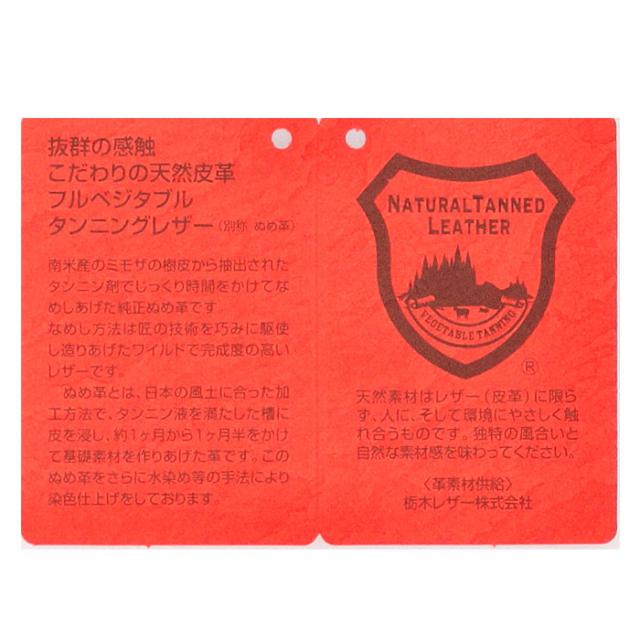 抜群の感触
こだわりの天然皮革
フルベジタブル
タンニングレザー（別称 ぬめ革）
南米産のミモザの樹皮から抽出された
タンニン剤でじっくり時間をかけてな
めしあげた純正ぬめ革です。
なめし方法は匠の技術を巧みに駆使
し造りあげたワイルドで完成度の高い
レザーです。
ぬめ革とは、日本の風土に合った加
工方法で、タンニン液を満たした槽に
皮を浸し、約1ヶ月から1ヶ月半をかけ
て基礎素材を作りあげた革です。この
ぬめ革をさらに水染め等の手法により
染色仕上げをしております。
NATURAL TANNED
LEATHER
VEGETABLE TANNING
®
天然素材はレザー（皮革）に限ら
ず、人に、そして環境にやさしく触
れ合うものです。独特の風合いと
自然な素材感を味わってください。
〈革素材供給〉
栃木レザー株式会社